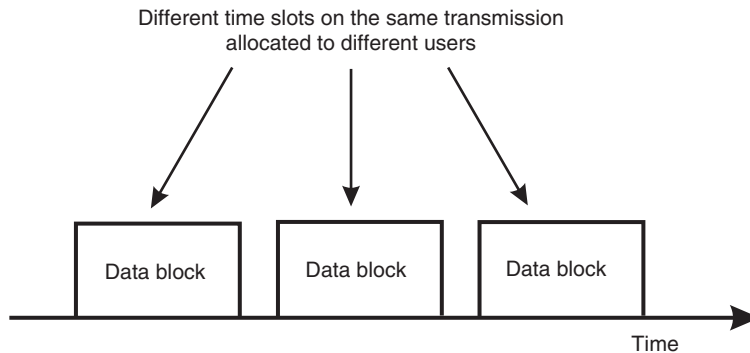 Different time slots on the same transmission
allocated to different users
Data block
Data block
Data block
Time